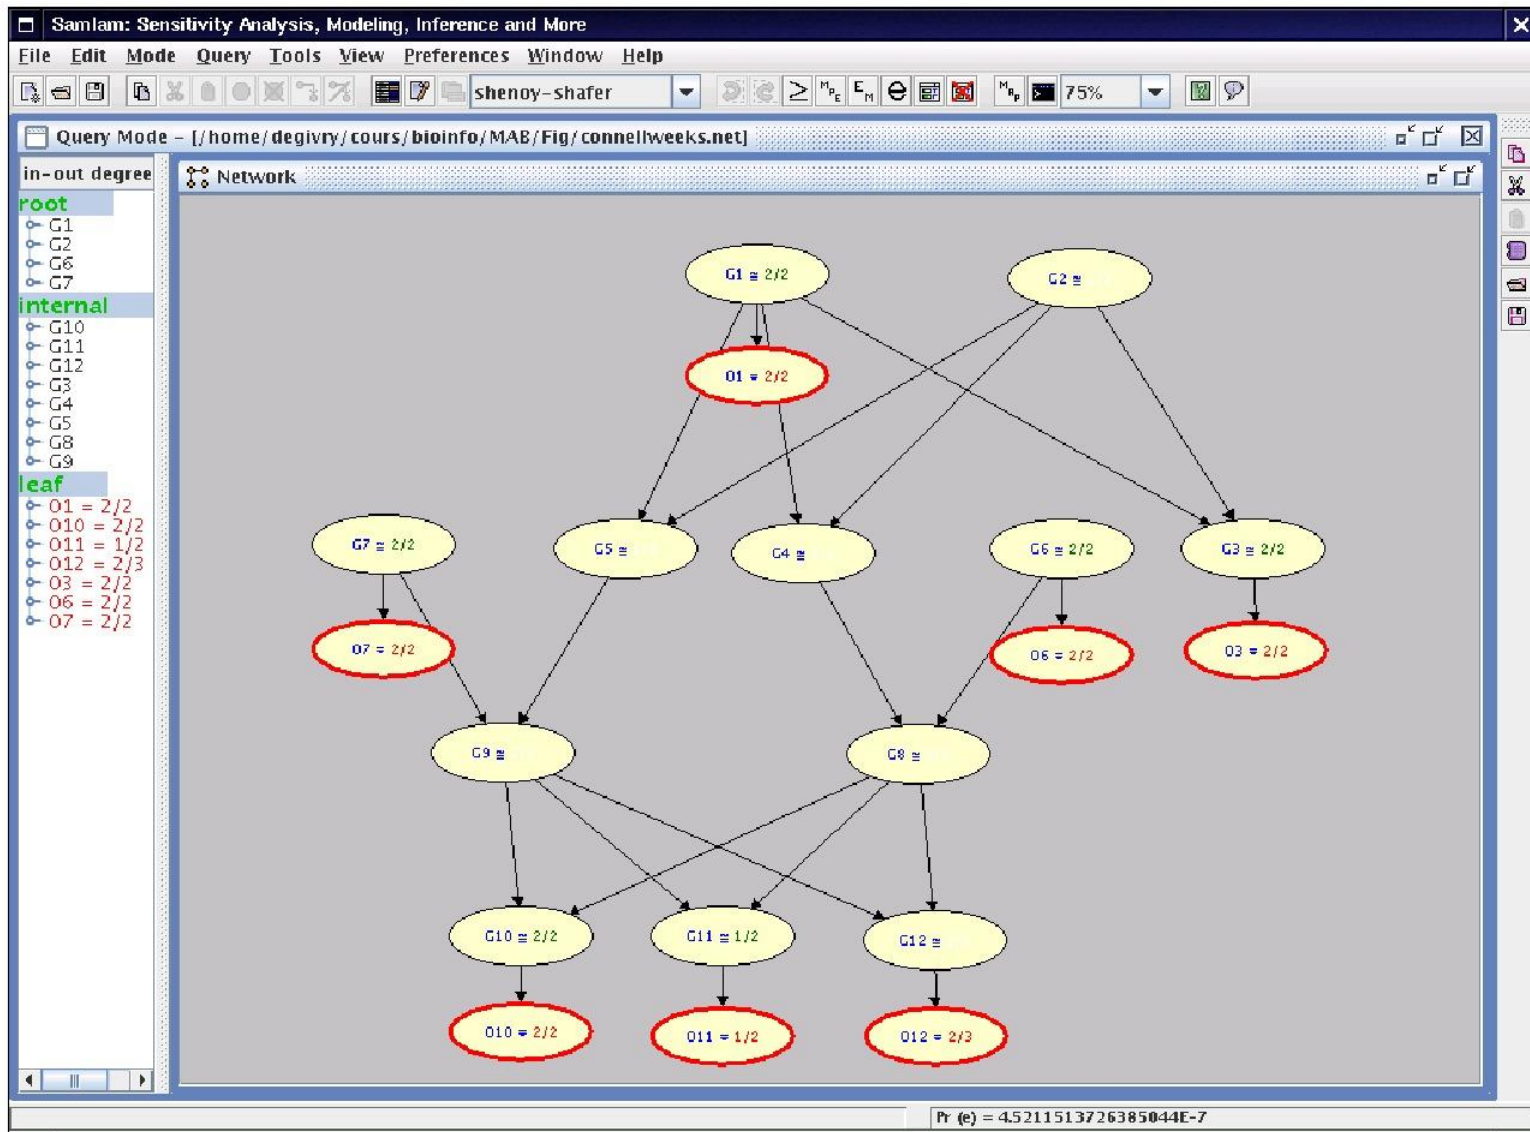 Samlam: Sensitivity Analysis, Modeling, Inference and More
File Edit Mode Query Tools View Preferences Window Help
shenoy-shafer
75%
Query Mode - [/home/degivry/cours/bioinfo/MAB/Fig/connellweeks.net]
in-out degree
Network
root
G1
G2
G6
G7
internal
G10
G11
G12
G3
G4
G5
G8
G9
leaf
O1 = 2/2
O10 = 2/2
O11 = 1/2
O12 = 2/3
O3 = 2/2
O6 = 2/2
O7 = 2/2
G1 ≅ 2/2
G2 ≅
O1 = 2/2
G7 ≅ 2/2
G5 ≅
G4 ≅
G6 ≅ 2/2
G3 ≅ 2/2
O7 = 2/2
O6 = 2/2
O3 = 2/2
G9 ≅
G8 ≅
G10 ≅ 2/2
G11 ≅ 1/2
G12 ≅
O10 = 2/2
O11 = 1/2
O12 = 2/3
Pr (e) = 4.5211513726385044E-7